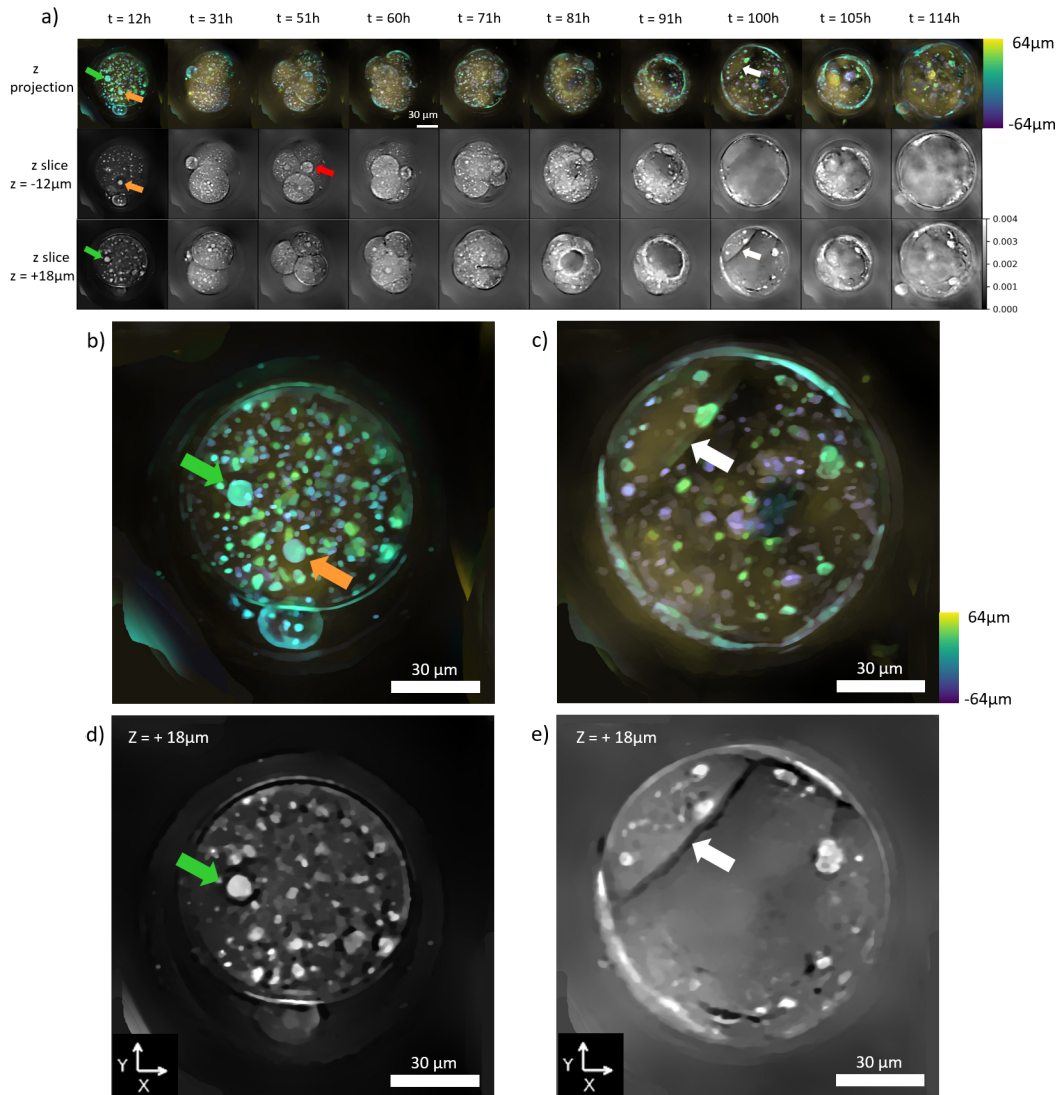 a)
t = 12h t = 31h t = 51h t = 60h t = 71h t = 81h t = 91h t = 100h t = 105h t = 114h
z
projection
64µm
-64µm
30 µm
z slice
z = -12µm
z slice
z = +18µm
0.004
0.003
0.002
0.001
0.000
b)
c)
30 µm
30 µm
64µm
-64µm
d)
Z = + 18µm
e)
Z = + 18µm
Y
X
30 µm
Y
X
30 µm